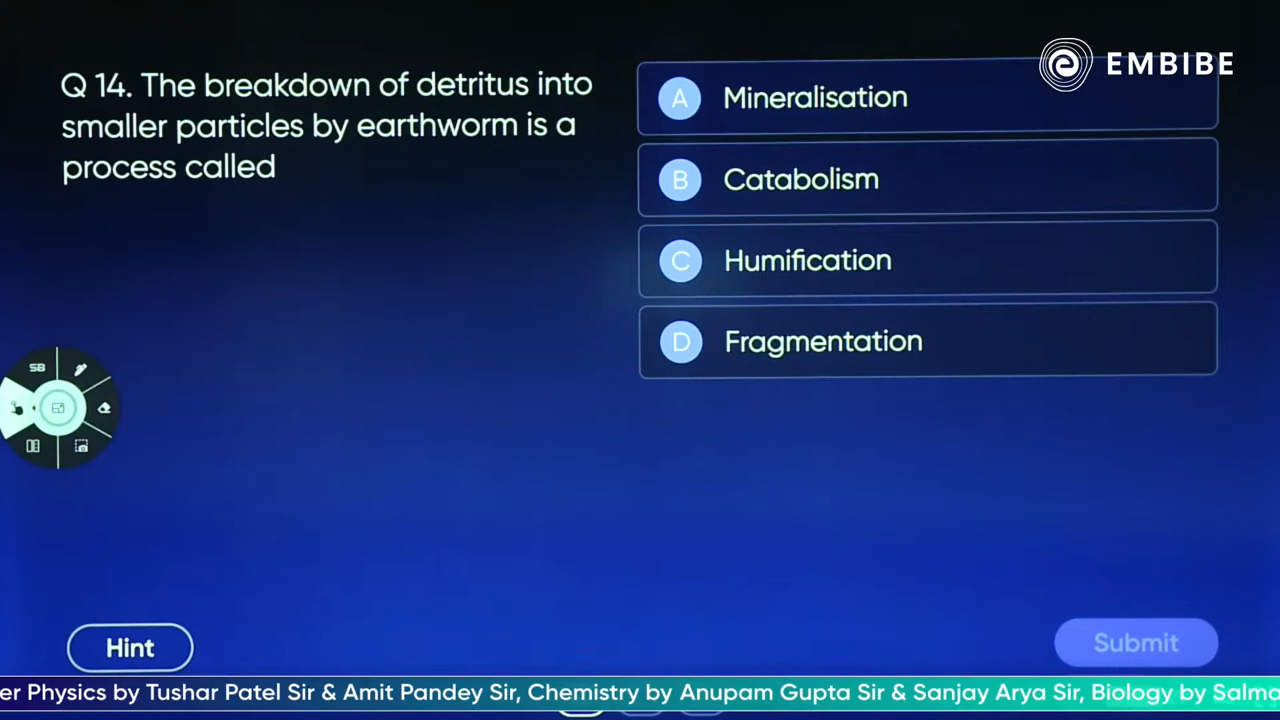 EMBIBE
Q 14. The breakdown of detritus into
smaller particles by earthworm is a
process called
A Mineralisation
B Catabolism
C Humification
D Fragmentation
SB
Hint
Submit
er Physics by Tushar Patel Sir & Amit Pandey Sir, Chemistry by Anupam Gupta Sir & Sanjay Arya Sir, Biology by Salma